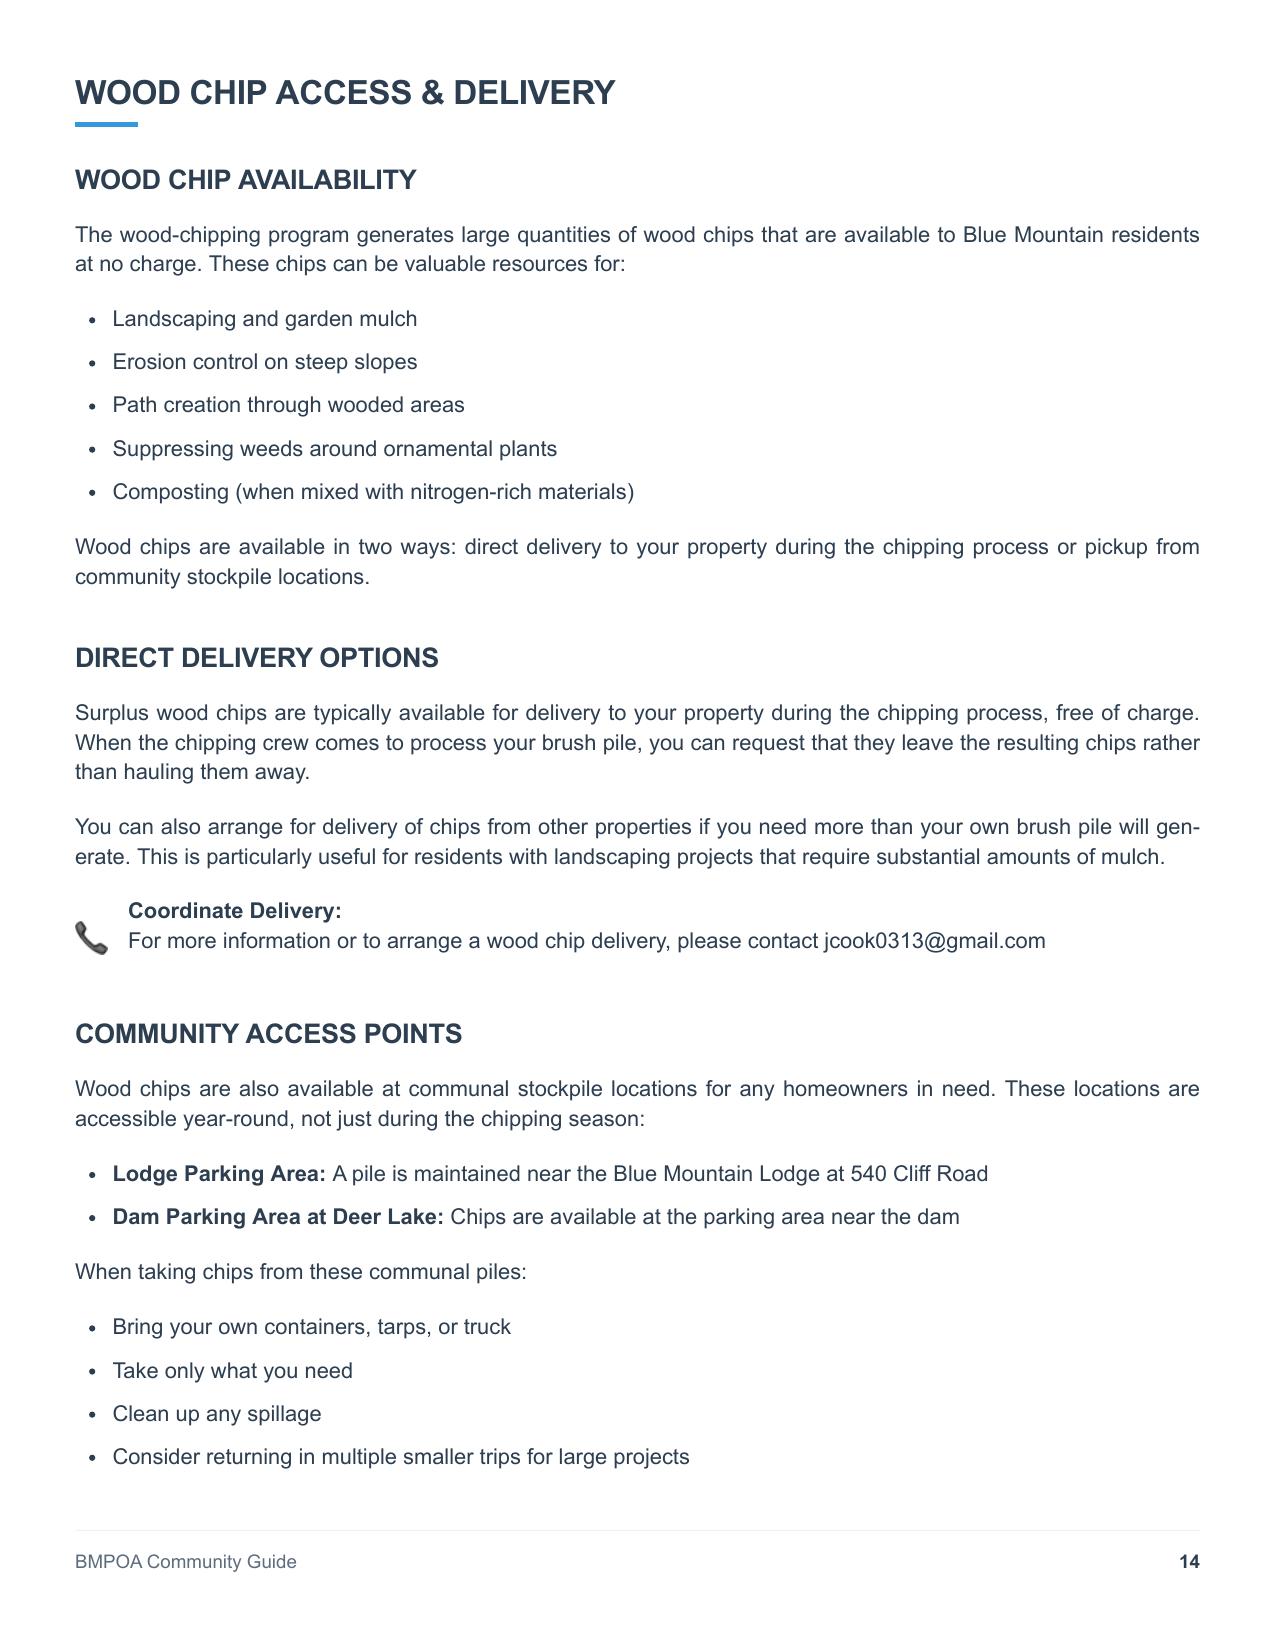 WOOD CHIP ACCESS & DELIVERY
WOOD CHIP AVAILABILITY
The wood-chipping program generates large quantities of wood chips that are available to Blue Mountain residents
at no charge. These chips can be valuable resources for:
• Landscaping and garden mulch
• Erosion control on steep slopes
• Path creation through wooded areas
• Suppressing weeds around ornamental plants
• Composting (when mixed with nitrogen-rich materials)
Wood chips are available in two ways: direct delivery to your property during the chipping process or pickup from
community stockpile locations.
DIRECT DELIVERY OPTIONS
Surplus wood chips are typically available for delivery to your property during the chipping process, free of charge.
When the chipping crew comes to process your brush pile, you can request that they leave the resulting chips rather
than hauling them away.
You can also arrange for delivery of chips from other properties if you need more than your own brush pile will gen-
erate. This is particularly useful for residents with landscaping projects that require substantial amounts of mulch.
Coordinate Delivery:
For more information or to arrange a wood chip delivery, please contact jcook0313@gmail.com
COMMUNITY ACCESS POINTS
Wood chips are also available at communal stockpile locations for any homeowners in need. These locations are
accessible year-round, not just during the chipping season:
• Lodge Parking Area: A pile is maintained near the Blue Mountain Lodge at 540 Cliff Road
• Dam Parking Area at Deer Lake: Chips are available at the parking area near the dam
When taking chips from these communal piles:
• Bring your own containers, tarps, or truck
• Take only what you need
• Clean up any spillage
• Consider returning in multiple smaller trips for large projects
BMPOA Community Guide
14